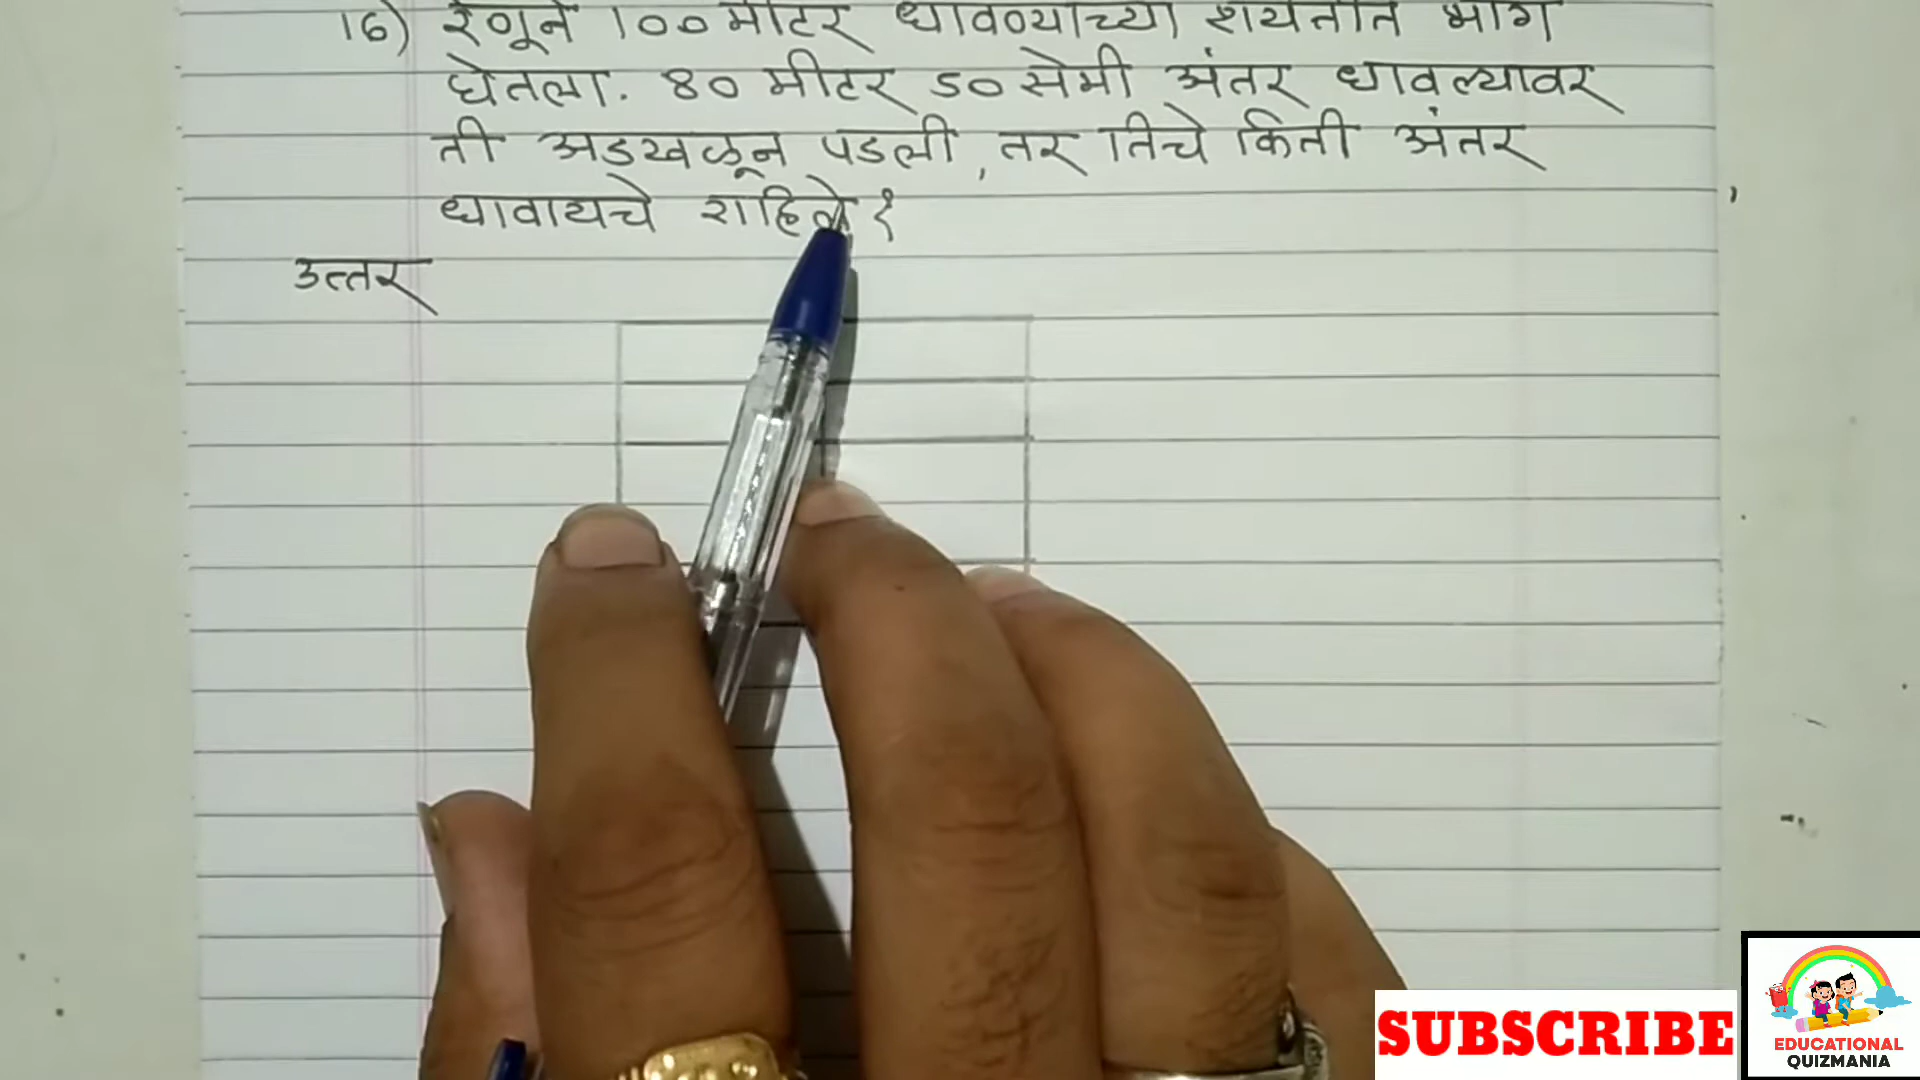 16) रेणूने 100 मीटर धावण्याच्या शर्यतीत भाग
घेतला. 80 मीटर 50 सेमी अंतर धावल्यावर
ती अडखळून पडली, तर तिचे किती अंतर
धावायचे राहिले?
उत्तर
SUBSCRIBE
EDUCATIONAL
QUIZMANIA